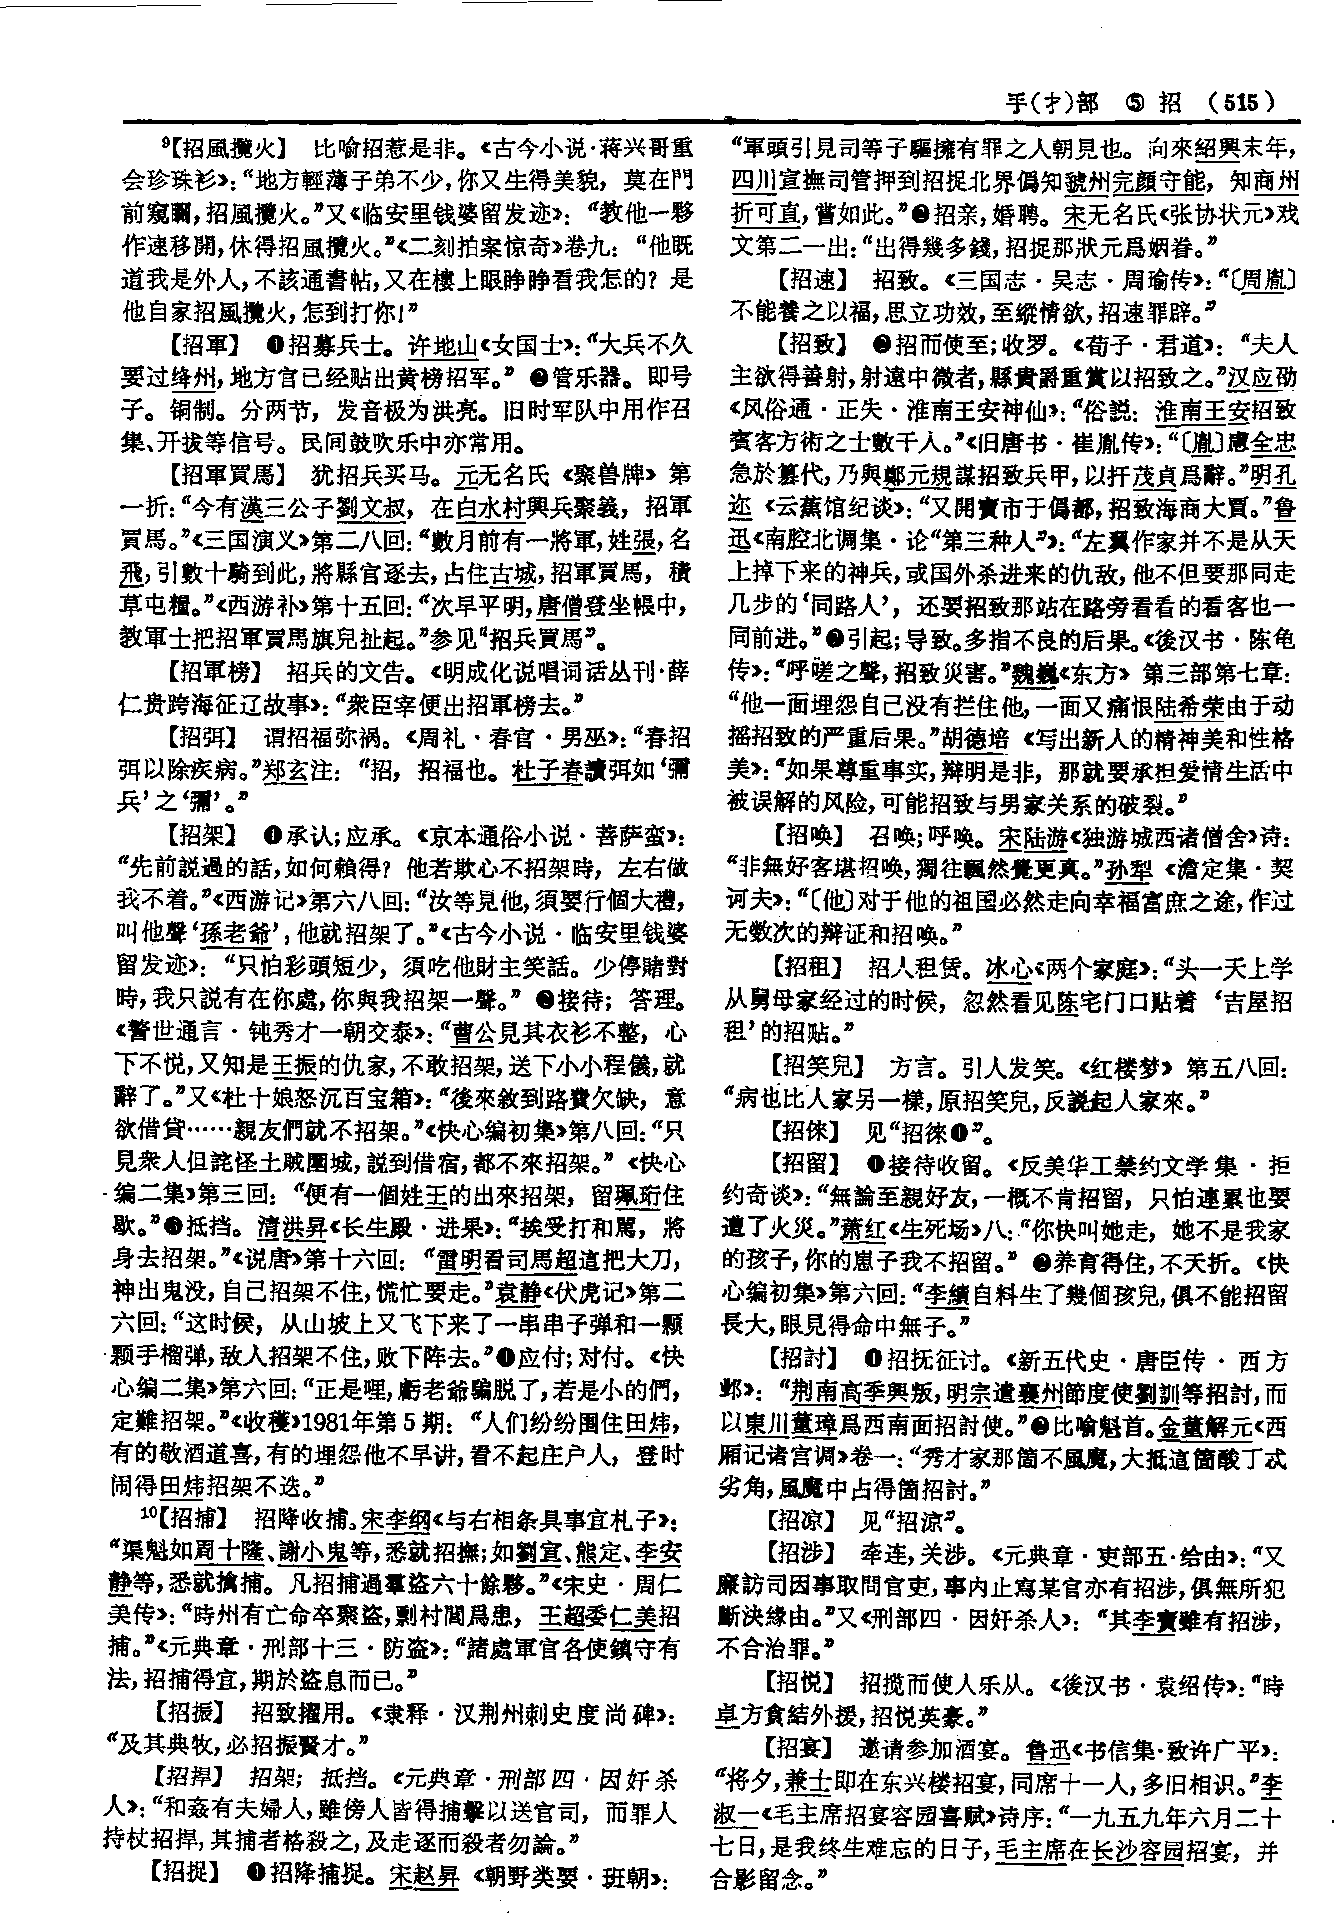 手(扌)部 ⑤ 招 (515)
⁹【招風攬火】 比喻招惹是非。《古今小说·蒋兴哥重
会珍珠衫》:“地方輕薄子弟不少,你又生得美貌,莫在門
前窺瞯,招風攬火。”又《临安里钱婆留发迹》:“教他一夥
作速移開,休得招風攬火。”《二刻拍案惊奇》卷九:“他既
道我是外人,不該通書帖,又在樓上眼睁睁看我怎的?是
他自家招風攬火,怎到打你!”
【招軍】 ❶招募兵士。许地山《女国士》:“大兵不久
要过绛州,地方官已经贴出黄榜招军。” ❷管乐器。即号
子。铜制。分两节,发音极为洪亮。旧时军队中用作召
集、开拔等信号。民间鼓吹乐中亦常用。
【招軍買馬】 犹招兵买马。元无名氏《聚兽牌》第
一折:“今有漢三公子劉文叔,在白水村興兵聚義,招軍
買馬。”《三国演义》第二八回:“數月前有一將軍,姓張,名
飛,引數十騎到此,將縣官逐去,占住古城,招軍買馬,積
草屯糧。”《西游补》第十五回:“次早平明,唐僧登坐帳中,
教軍士把招軍買馬旗兒扯起。”参见“招兵買馬”。
【招軍榜】 招兵的文告。《明成化说唱词话丛刊·薛
仁贵跨海征辽故事》:“衆臣宰便出招軍榜去。”
【招弭】 谓招福弥祸。《周礼·春官·男巫》:“春招
弭以除疾病。”郑玄注:“招,招福也。杜子春讀弭如‘彌
兵’之‘彌’。”
【招架】 ❶承认;应承。《京本通俗小说·菩萨蛮》:
“先前説過的話,如何賴得?他若欺心不招架時,左右做
我不着。”《西游记》第六八回:“汝等見他,須要行個大禮,
叫他聲‘孫老爺’,他就招架了。”《古今小说·临安里钱婆
留发迹》:“只怕彩頭短少,須吃他財主笑話。少停賭對
時,我只説有在你處,你與我招架一聲。” ❷接待;答理。
《警世通言·钝秀才一朝交泰》:“曹公見其衣衫不整,心
下不悦,又知是王振的仇家,不敢招架,送下小小程儀,就
辭了。”又《杜十娘怒沉百宝箱》:“後來敘到路費欠缺,意
欲借貸……親友們就不招架。”《快心编初集》第八回:“只
見衆人但詫怪土賊圍城,説到借宿,都不來招架。”《快心
编二集》第三回:“便有一個姓王的出來招架,留珮珩住
歇。”❸抵挡。清洪昇《长生殿·进果》:“挨受打和駡,將
身去招架。”《说唐》第十六回:“雷明看司馬超這把大刀,
神出鬼没,自己招架不住,慌忙要走。”袁静《伏虎记》第二
六回:“这时候,从山坡上又飞下来了一串串子弹和一颗
颗手榴弹,敌人招架不住,败下阵去。”❹应付;对付。《快
心编二集》第六回:“正是哩,虧老爺騙脱了,若是小的們,
定難招架。”《收穫》1981年第5期:“人们纷纷围住田炜,
有的敬酒道喜,有的埋怨他不早讲,看不起庄户人,登时
闹得田炜招架不迭。”
¹⁰【招捕】 招降收捕。宋李纲《与右相条具事宜札子》:
“渠魁如周十隆、謝小鬼等,悉就招撫;如劉宣、熊定、李安
静等,悉就擒捕。凡招捕過羣盜六十餘夥。”《宋史·周仁
美传》:“時州有亡命卒聚盜,剽村閭爲患,王超委仁美招
捕。”《元典章·刑部十三·防盗》:“諸處軍官各使鎮守有
法,招捕得宜,期於盜息而已。”
【招振】 招致擢用。《隶释·汉荆州刺史度尚碑》:
“及其典牧,必招振賢才。”
【招捍】 招架;抵挡。《元典章·刑部四·因奸杀
人》:“和姦有夫婦人,雖傍人皆得捕擊以送官司,而罪人
持杖招捍,其捕者格殺之,及走逐而殺者勿論。”
【招捉】 ❶招降捕捉。宋赵昇《朝野类要·班朝》:
“軍頭引見司等子驅擁有罪之人朝見也。向來紹興末年,
四川宣撫司管押到招捉北界僞知虢州完顔守能,知商州
折可直,嘗如此。”❷招亲,婚聘。宋无名氏《张协状元》戏
文第二一出:“出得幾多錢,招捉那狀元爲姻眷。”
【招速】 招致。《三国志·吴志·周瑜传》:“〔周胤〕
不能養之以福,思立功效,至縱情欲,招速罪辟。”
【招致】 ❶招而使至;收罗。《荀子·君道》:“夫人
主欲得善射,射遠中微者,縣貴爵重賞以招致之。”汉应劭
《风俗通·正失·淮南王安神仙》:“俗説:淮南王安招致
賓客方術之士數千人。”《旧唐书·崔胤传》:“〔胤〕慮全忠
急於篡代,乃與鄭元規謀招致兵甲,以扞茂貞爲辭。”明孔
迩《云蕉馆纪谈》:“又開賣市于僞都,招致海商大賈。”鲁
迅《南腔北调集·论“第三种人”》:“左翼作家并不是从天
上掉下来的神兵,或国外杀进来的仇敌,他不但要那同走
几步的‘同路人’,还要招致那站在路旁看看的看客也一
同前进。”❷引起;导致。多指不良的后果。《後汉书·陈龟
传》:“呼嗟之聲,招致災害。”魏巍《东方》第三部第七章:
“他一面埋怨自己没有拦住他,一面又痛恨陆希荣由于动
摇招致的严重后果。”胡德培《写出新人的精神美和性格
美》:“如果尊重事实,辩明是非,那就要承担爱情生活中
被误解的风险,可能招致与男家关系的破裂。”
【招唤】 召唤;呼唤。宋陆游《独游城西诸僧舍》诗:
“非無好客堪招唤,獨往飄然覺更真。”孙犁《澹定集·契
诃夫》:“〔他〕对于他的祖国必然走向幸福富庶之途,作过
无数次的辩证和招唤。”
【招租】 招人租赁。冰心《两个家庭》:“头一天上学
从舅母家经过的时候,忽然看见陈宅门口贴着‘吉屋招
租’的招贴。”
【招笑兒】 方言。引人发笑。《红楼梦》第五八回:
“病也比人家另一樣,原招笑兒,反説起人家來。”
【招倈】 见“招徠❶”。
【招留】 ❶接待收留。《反美华工禁约文学集·拒
约奇谈》:“無論至親好友,一概不肯招留,只怕連累也要
遭了火災。”萧红《生死场》八:“你快叫她走,她不是我家
的孩子,你的崽子我不招留。” ❷养育得住,不夭折。《快
心编初集》第六回:“李績自料生了幾個孩兒,俱不能招留
長大,眼見得命中無子。”
【招討】 ❶招抚征讨。《新五代史·唐臣传·西方
邺》:“荆南高季興叛,明宗遣襄州節度使劉訓等招討,而
以東川董璋爲西南面招討使。”❷比喻魁首。金董解元《西
厢记诸宫调》卷一:“秀才家那箇不風魔,大抵這箇酸丁忒
劣角,風魔中占得箇招討。”
【招凉】 见“招涼”。
【招涉】 牵连,关涉。《元典章·吏部五·给由》:“又
廉訪司因事取問官吏,事内止寫某官亦有招涉,俱無所犯
斷決緣由。”又《刑部四·因奸杀人》:“其李賓雖有招涉,
不合治罪。”
【招悦】 招揽而使人乐从。《後汉书·袁绍传》:“時
卓方貪結外援,招悦英豪。”
【招宴】 邀请参加酒宴。鲁迅《书信集·致许广平》:
“将夕,兼士即在东兴楼招宴,同席十一人,多旧相识。”李
淑一《毛主席招宴容园喜赋》诗序:“一九五九年六月二十
七日,是我终生难忘的日子,毛主席在长沙容园招宴,并
合影留念。”